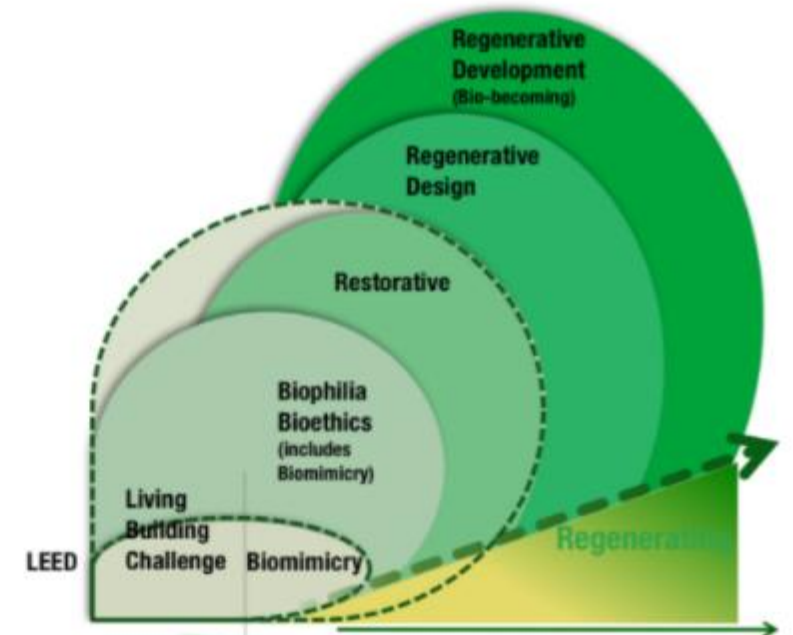 Regenerative
Development
(Bio-becoming)
Regenerative
Design
Restorative
Biophilia
Bioethics
(includes
Biomimicry)
Living
Building
LEED Challenge Biomimicry
Regenerating